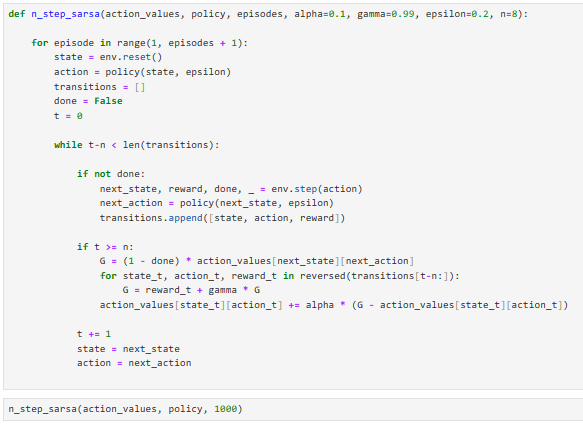 def n_step_sarsa(action_values, policy, episodes, alpha=0.1, gamma=0.99, epsilon=0.2, n=8):
    for episode in range(1, episodes + 1):
        state = env.reset()
        action = policy(state, epsilon)
        transitions = []
        done = False
        t = 0
        while t-n < len(transitions):
            if not done:
                next_state, reward, done, _ = env.step(action)
                next_action = policy(next_state, epsilon)
                transitions.append([state, action, reward])
            if t >= n:
                G = (1 - done) * action_values[next_state][next_action]
                for state_t, action_t, reward_t in reversed(transitions[t-n:]):
                    G = reward_t + gamma * G
                action_values[state_t][action_t] += alpha * (G - action_values[state_t][action_t])
            t += 1
            state = next_state
            action = next_action
n_step_sarsa(action_values, policy, 1000)